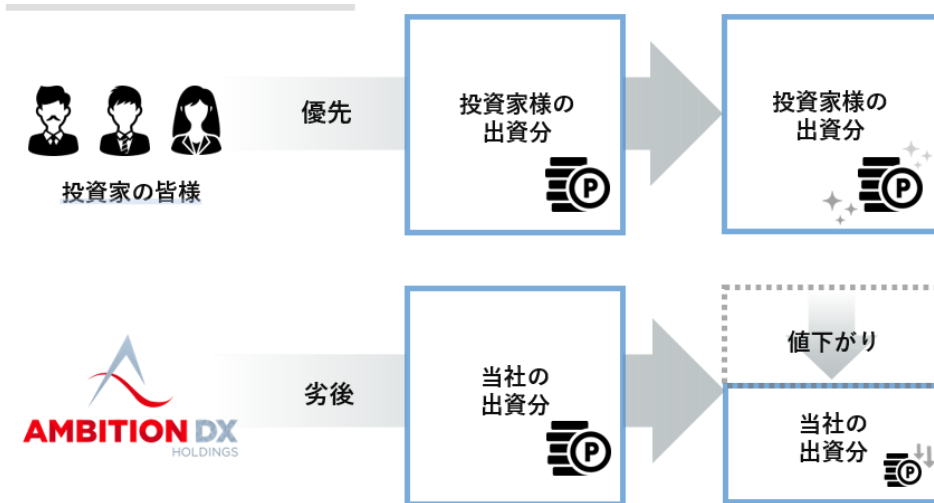 優先
投資家様の
出資分
P
投資家様の
出資分
P
投資家の皆様
劣後
当社の
出資分
P
値下がり
当社の
出資分
P
AMBITION DX
HOLDINGS